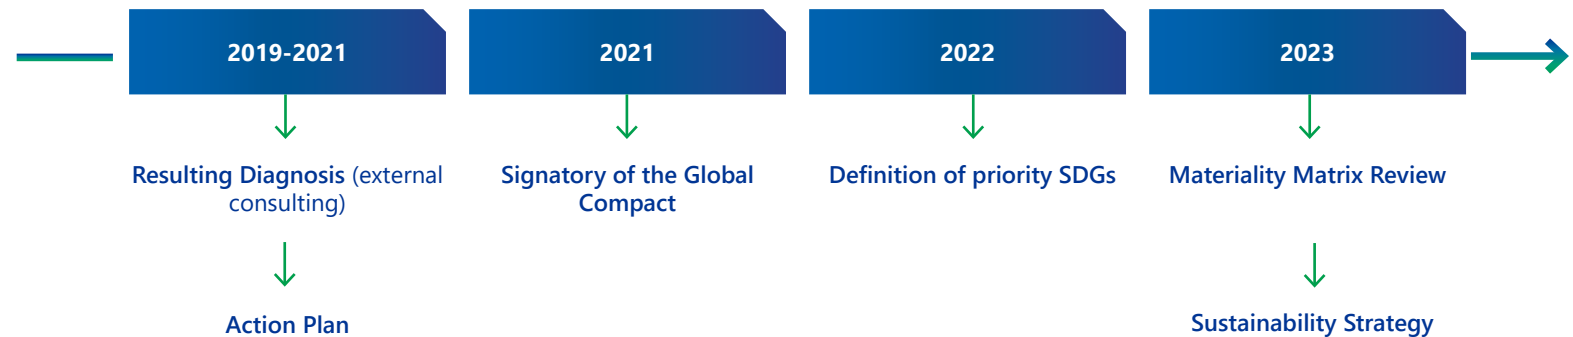 2019-2021
2021
2022
2023
Resulting Diagnosis (external
consulting)
Signatory of the Global
Compact
Definition of priority SDGs
Materiality Matrix Review
Action Plan
Sustainability Strategy